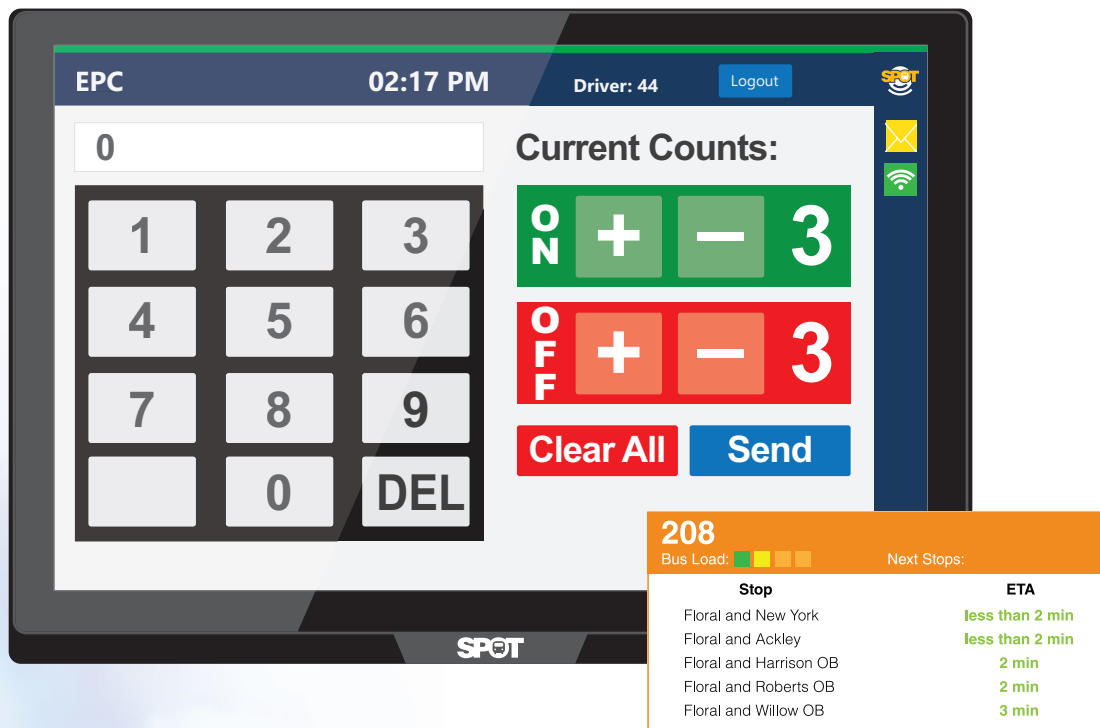 EPC 02:17 PM Driver: 44 Logout
SPOT
0
Current Counts:
1 2 3
ON + − 3
4 5 6
OFF + − 3
7 8 9
Clear All Send
0 DEL
SPOT
208
Bus Load: Next Stops:
Stop ETA
Floral and New York less than 2 min
Floral and Ackley less than 2 min
Floral and Harrison OB 2 min
Floral and Roberts OB 2 min
Floral and Willow OB 3 min